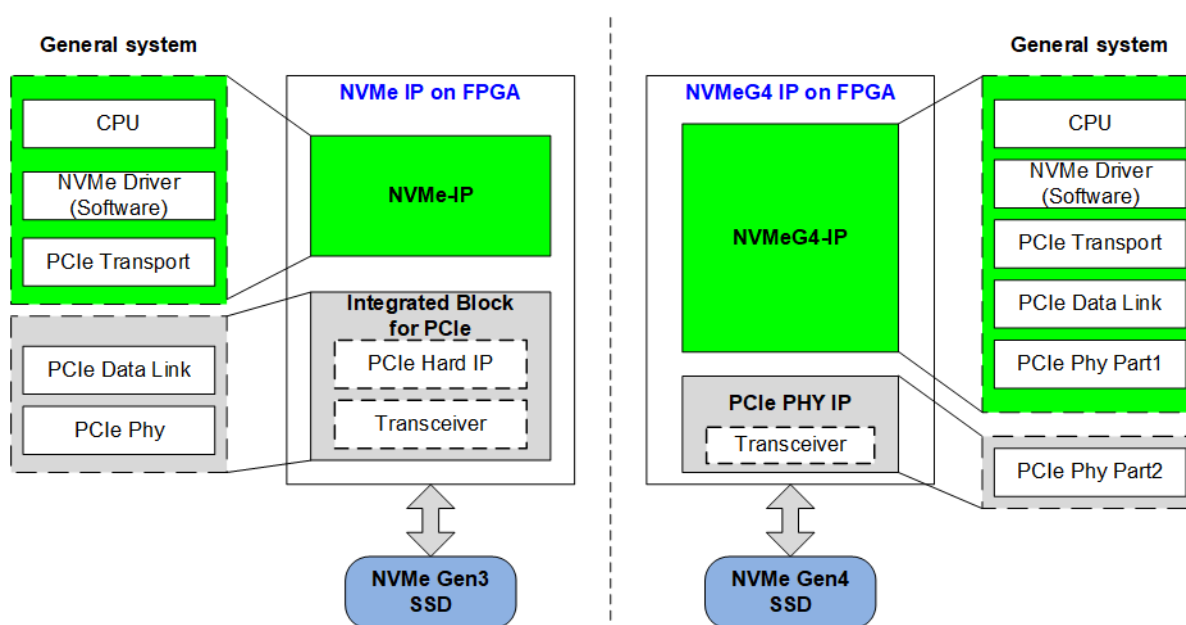 General system
CPU
NVMe Driver
(Software)
PCIe Transport
PCIe Data Link
PCIe Phy
NVMe IP on FPGA
NVMe-IP
Integrated Block
for PCIe
PCIe Hard IP
Transceiver
NVMe Gen3
SSD
NVMeG4 IP on FPGA
NVMeG4-IP
PCIe PHY IP
Transceiver
NVMe Gen4
SSD
General system
CPU
NVMe Driver
(Software)
PCIe Transport
PCIe Data Link
PCIe Phy Part1
PCIe Phy Part2